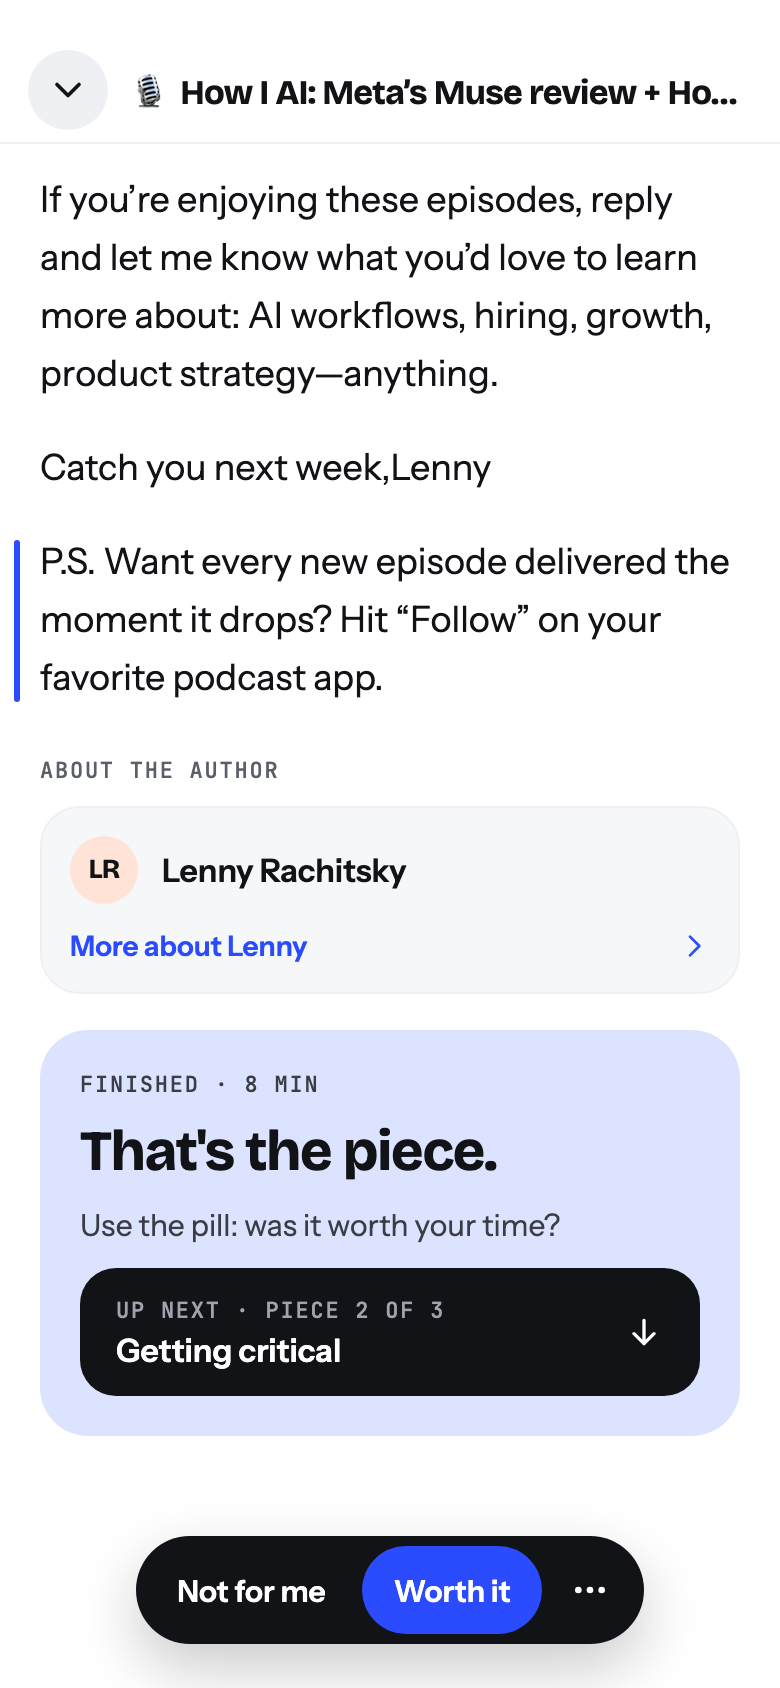 How I AI: Meta’s Muse review + Ho...
If you’re enjoying these episodes, reply
and let me know what you’d love to learn
more about: AI workflows, hiring, growth,
product strategy—anything.
Catch you next week,Lenny
P.S. Want every new episode delivered the
moment it drops? Hit “Follow” on your
favorite podcast app.
ABOUT THE AUTHOR
LR
Lenny Rachitsky
More about Lenny
FINISHED · 8 MIN
That's the piece.
Use the pill: was it worth your time?
UP NEXT · PIECE 2 OF 3
Getting critical
Not for me
Worth it